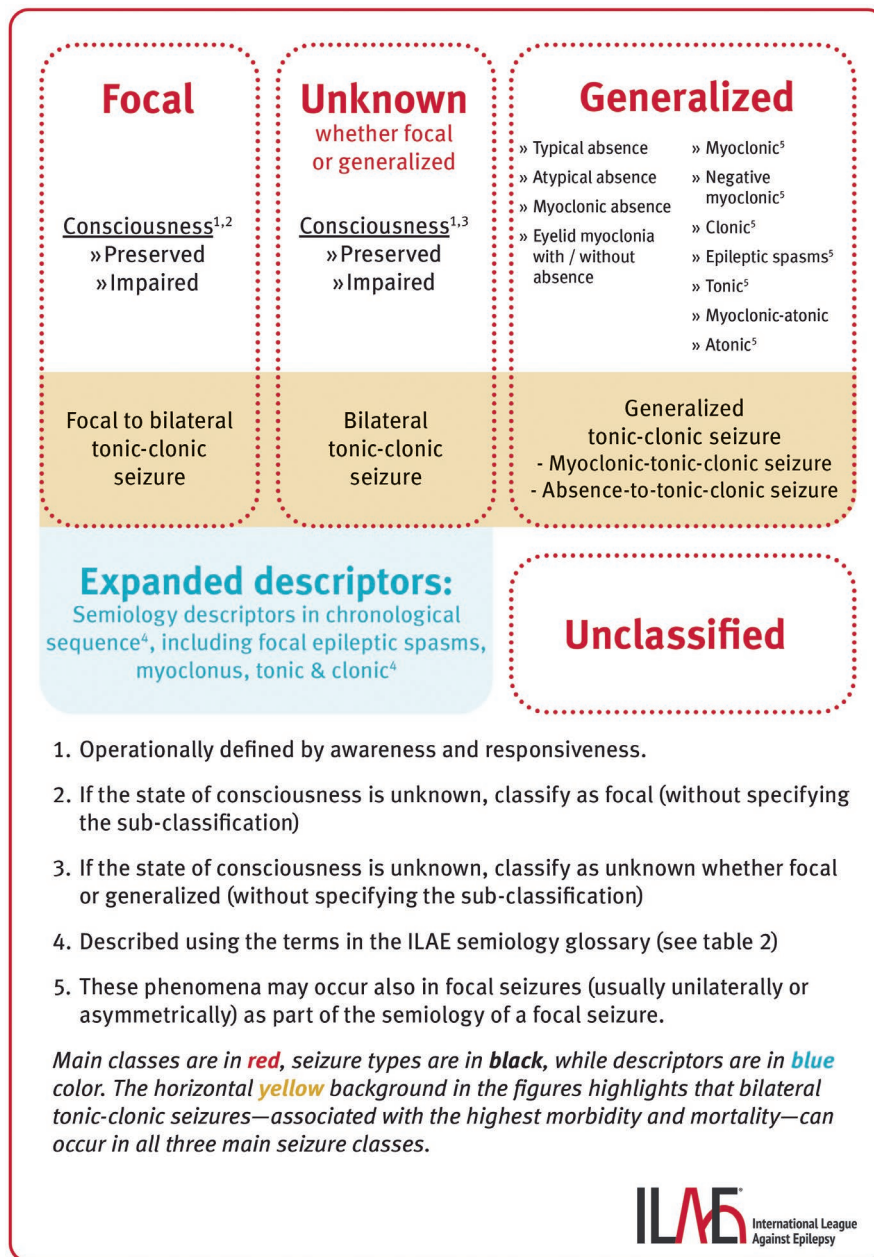 Focal
Consciousness1,2
» Preserved
» Impaired
Focal to bilateral
tonic-clonic
seizure
Unknown
whether focal
or generalized
Consciousness1,3
» Preserved
» Impaired
Bilateral
tonic-clonic
seizure
Generalized
» Typical absence
» Atypical absence
» Myoclonic absence
» Eyelid myoclonia
with / without
absence
» Myoclonic5
» Negative
myoclonic5
» Clonic5
» Epileptic spasms5
» Tonic5
» Myoclonic-atonic
» Atonic5
Generalized
tonic-clonic seizure
- Myoclonic-tonic-clonic seizure
- Absence-to-tonic-clonic seizure
Expanded descriptors:
Semiology descriptors in chronological
sequence4, including focal epileptic spasms,
myoclonus, tonic & clonic4
Unclassified
1. Operationally defined by awareness and responsiveness.
2. If the state of consciousness is unknown, classify as focal (without specifying
the sub-classification)
3. If the state of consciousness is unknown, classify as unknown whether focal
or generalized (without specifying the sub-classification)
4. Described using the terms in the ILAE semiology glossary (see table 2)
5. These phenomena may occur also in focal seizures (usually unilaterally or
asymmetrically) as part of the semiology of a focal seizure.
Main classes are in red, seizure types are in black, while descriptors are in blue
color. The horizontal yellow background in the figures highlights that bilateral
tonic-clonic seizures—associated with the highest morbidity and mortality—can
occur in all three main seizure classes.
ILAE
International League
Against Epilepsy